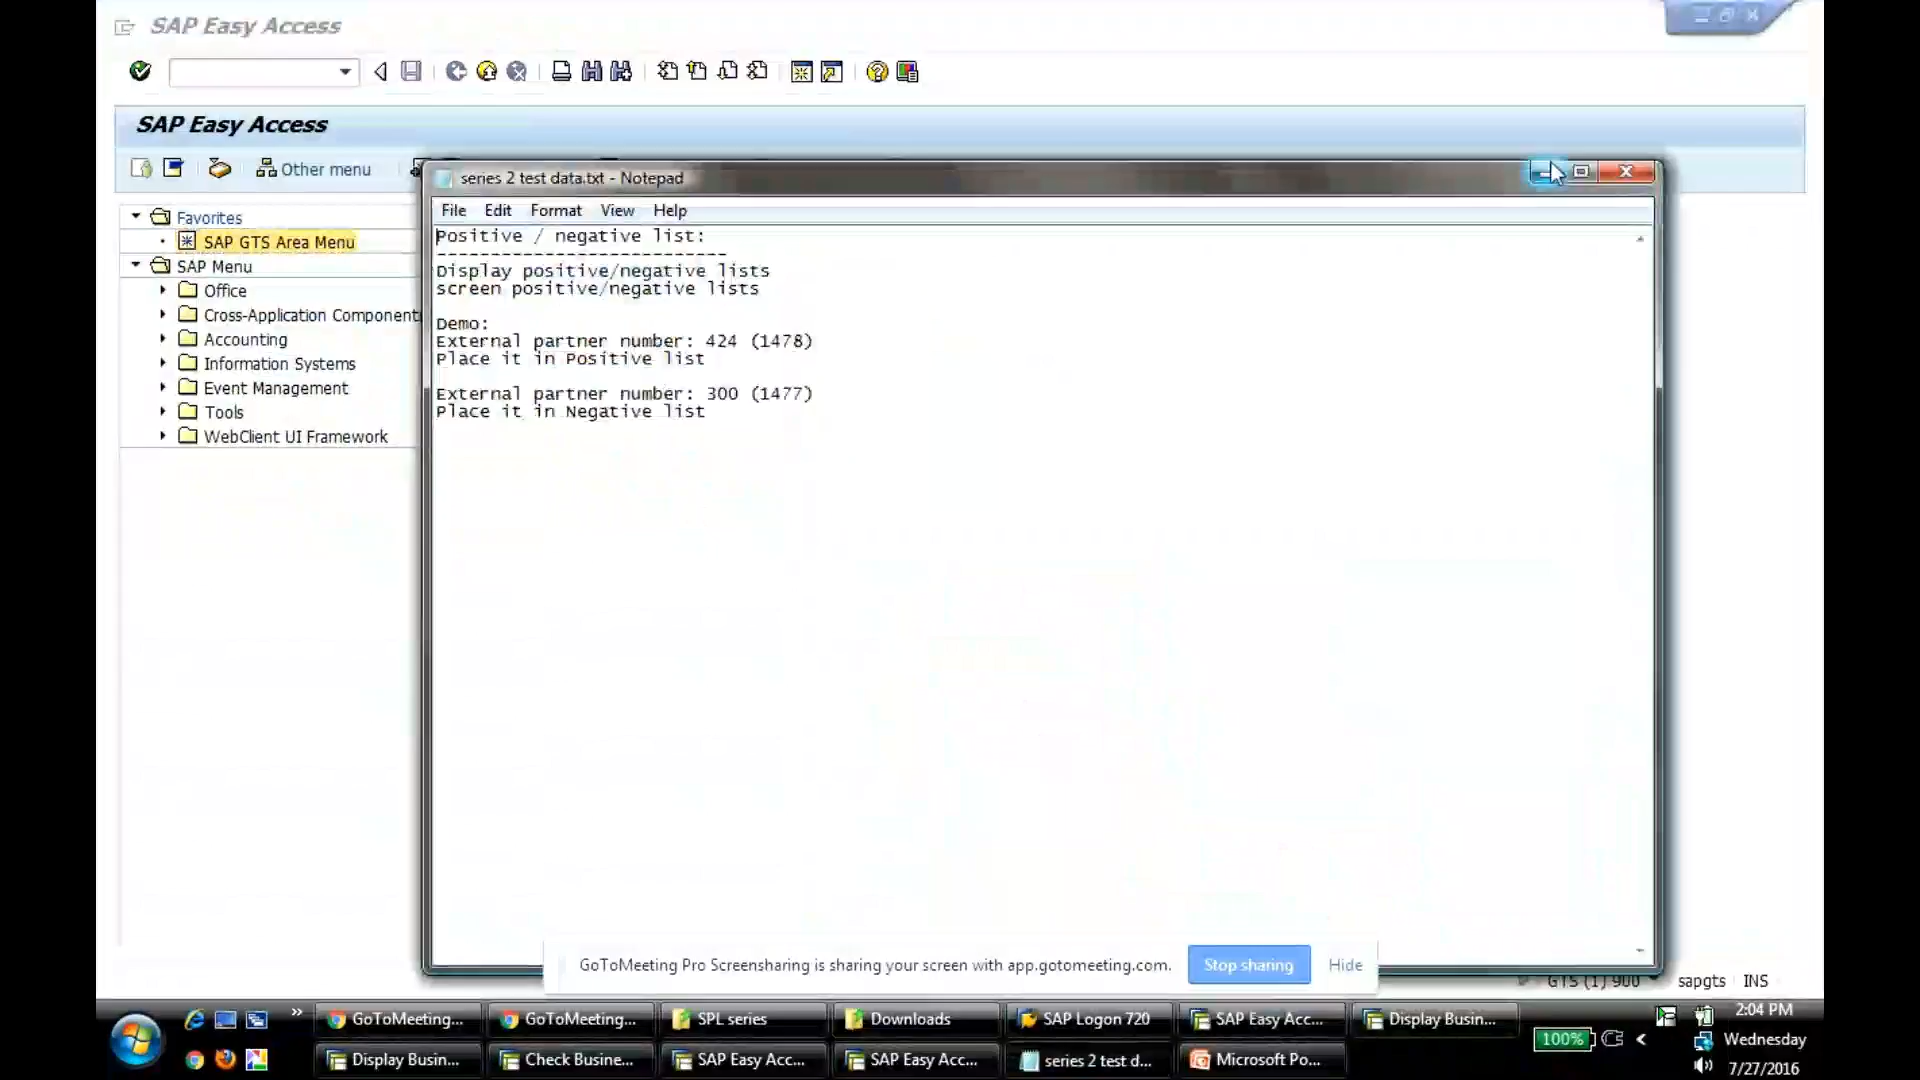 SAP Easy Access
SAP Easy Access
Other menu
series 2 test data.txt - Notepad
File Edit Format View Help
Positive / negative list:
---------------------------
Display positive/negative lists
screen positive/negative lists
Demo:
External partner number: 424 (1478)
Place it in Positive list
External partner number: 300 (1477)
Place it in Negative list
Favorites
SAP GTS Area Menu
SAP Menu
Office
Cross-Application Component
Accounting
Information Systems
Event Management
Tools
WebClient UI Framework
GoToMeeting Pro Screensharing is sharing your screen with app.gotomeeting.com. Stop sharing Hide
GTS (1) 900 sapgts INS
GoToMeeting... GoToMeeting... SPL series Downloads SAP Logon 720 SAP Easy Acc... Display Busin...
Display Busin... Check Busine... SAP Easy Acc... SAP Easy Acc... series 2 test d... Microsoft Po...
100%
2:04 PM
Wednesday
7/27/2016